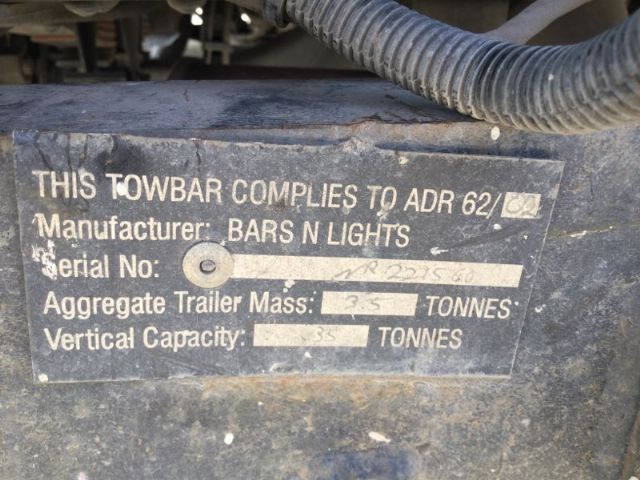 THIS TOWBAR COMPLIES TO ADR 62/02
Manufacturer: BARS N LIGHTS
Serial No:
Aggregate Trailer Mass: 3.5 TONNES
Vertical Capacity: 35 TONNES